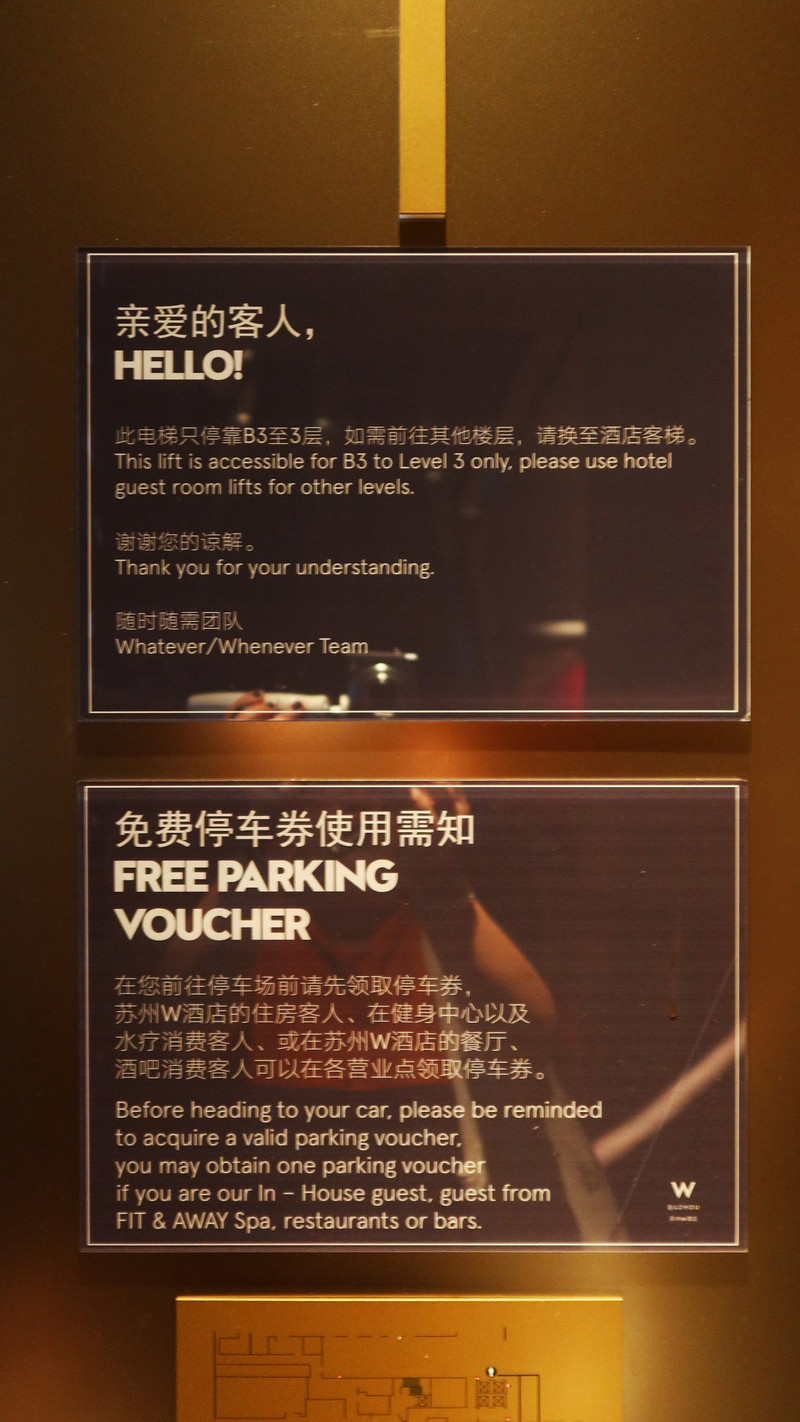 亲爱的客人，
HELLO!
此电梯只停靠B3至3层，如需前往其他楼层，请换至酒店客梯。
This lift is accessible for B3 to Level 3 only, please use hotel
guest room lifts for other levels.
谢谢您的谅解。
Thank you for your understanding.
随时随需团队
Whatever/Whenever Team
免费停车券使用需知
FREE PARKING
VOUCHER
在您前往停车场前请先领取停车券，
苏州W酒店的住房客人、在健身中心以及
水疗消费客人、或在苏州W酒店的餐厅、
酒吧消费客人可以在各营业点领取停车券。
Before heading to your car, please be reminded
to acquire a valid parking voucher,
you may obtain one parking voucher
if you are our In – House guest, guest from
FIT & AWAY Spa, restaurants or bars.
W
SUZHOU